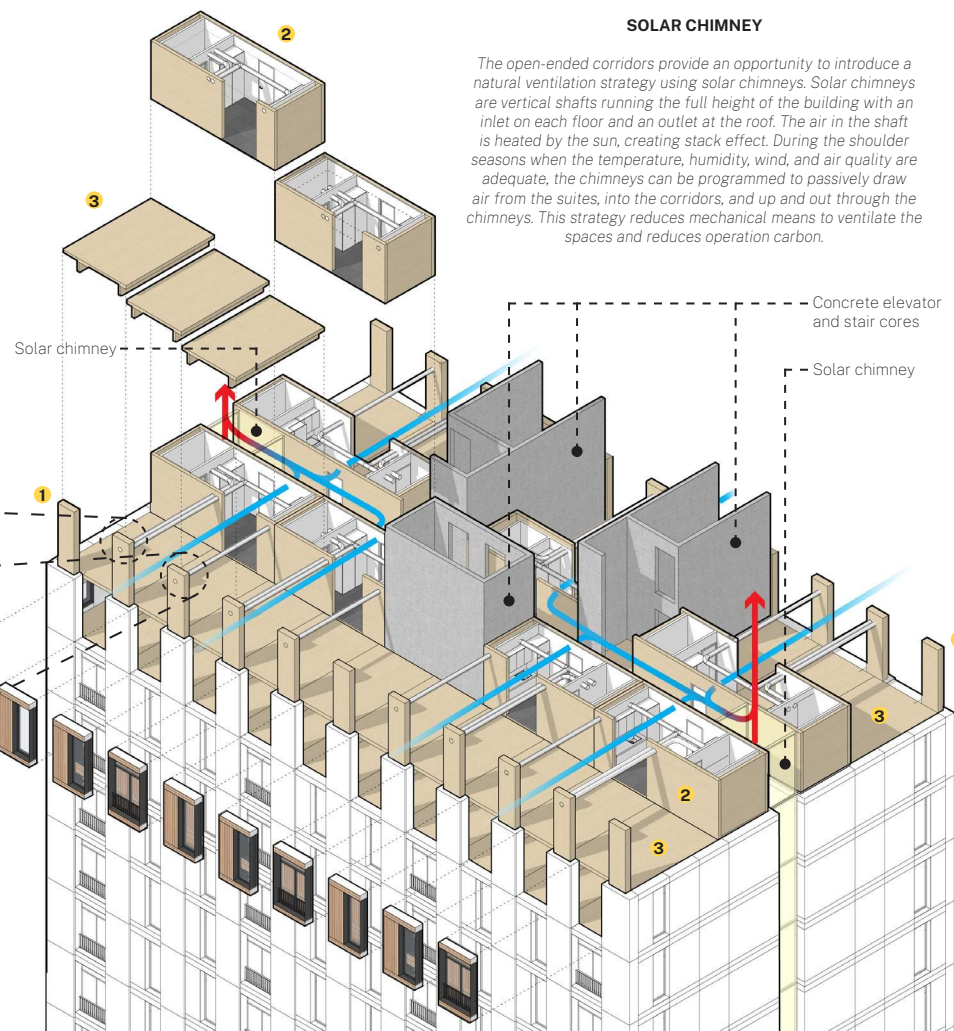 SOLAR CHIMNEY
The open-ended corridors provide an opportunity to introduce a
natural ventilation strategy using solar chimneys. Solar chimneys
are vertical shafts running the full height of the building with an
inlet on each floor and an outlet at the roof. The air in the shaft
is heated by the sun, creating stack effect. During the shoulder
seasons when the temperature, humidity, wind, and air quality are
adequate, the chimneys can be programmed to passively draw
air from the suites, into the corridors, and up and out through the
chimneys. This strategy reduces mechanical means to ventilate the
spaces and reduces operation carbon.
2
3
Concrete elevator
and stair cores
Solar chimney
Solar chimney
1
3
2
3